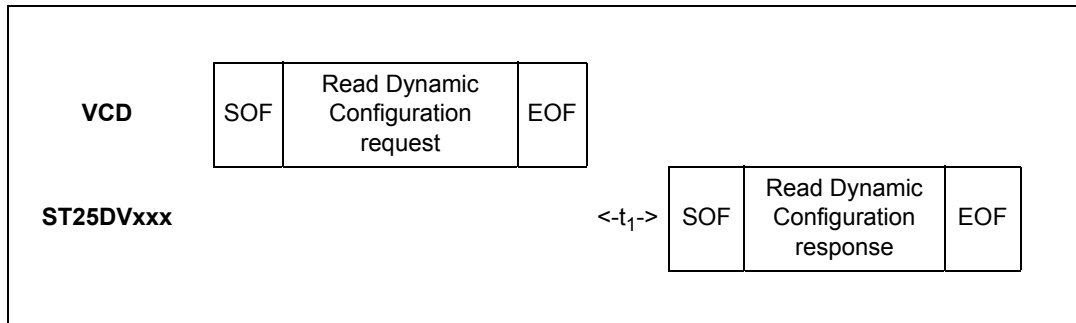 VCD
SOF
Read Dynamic
Configuration
request
EOF
ST25DVxxx
<-t1->
SOF
Read Dynamic
Configuration
response
EOF